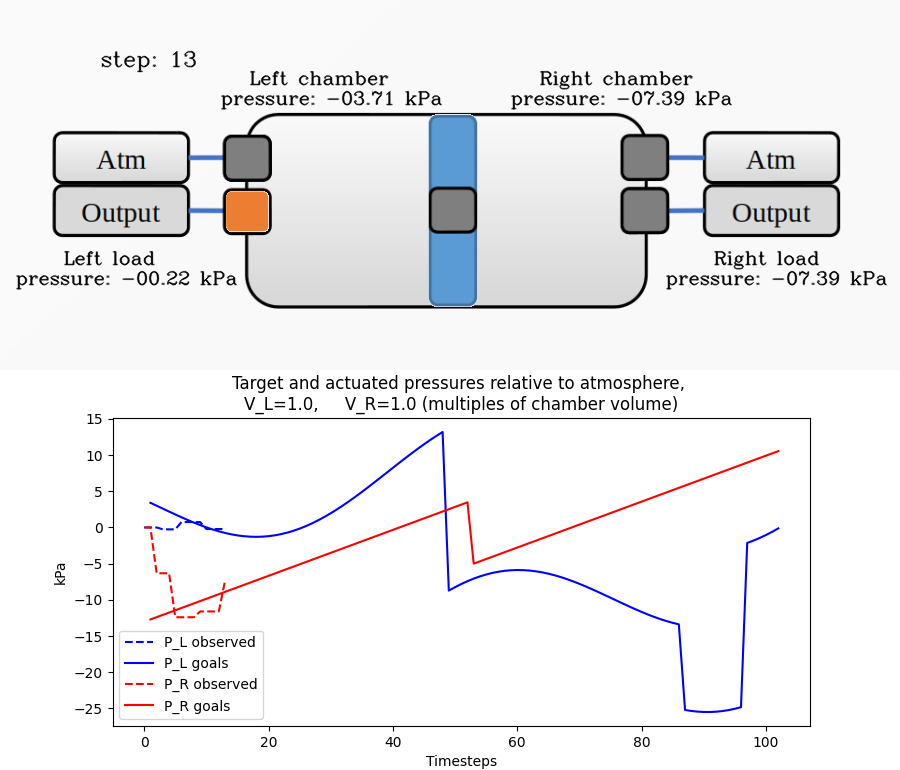 step: 13
Left chamber
pressure: −03.71 kPa
Right chamber
pressure: −07.39 kPa
Atm
Output
Atm
Output
Left load
pressure: −00.22 kPa
Right load
pressure: −07.39 kPa
Target and actuated pressures relative to atmosphere,
V_L=1.0, V_R=1.0 (multiples of chamber volume)
15
10
5
0
−5
−10
−15
−20
−25
kPa
P_L observed
P_L goals
P_R observed
P_R goals
0 20 40 60 80 100
Timesteps